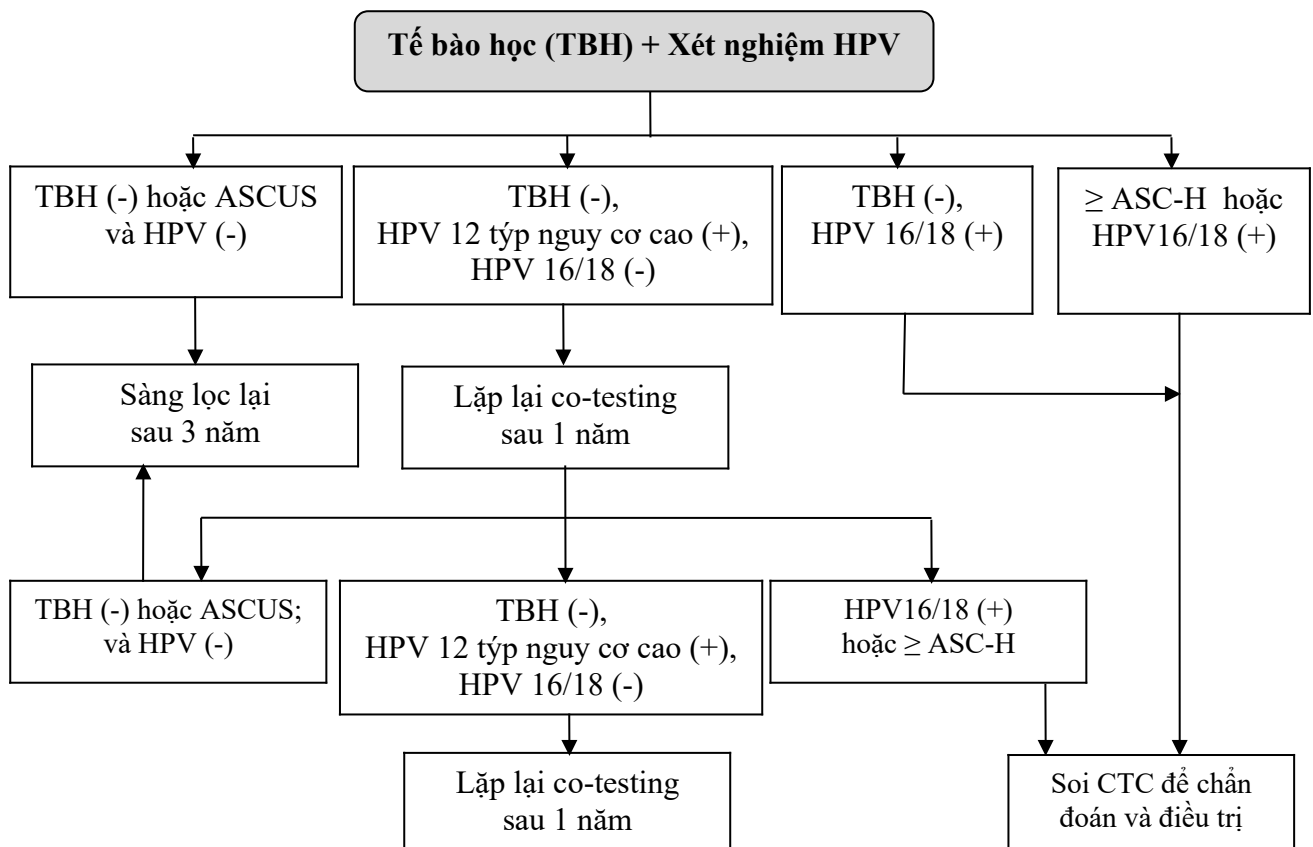 Tế bào học (TBH) + Xét nghiệm HPV
TBH (-) hoặc ASCUS
và HPV (-)
TBH (-),
HPV 12 týp nguy cơ cao (+),
HPV 16/18 (-)
TBH (-),
HPV 16/18 (+)
≥ ASC-H hoặc
HPV16/18 (+)
Sàng lọc lại
sau 3 năm
Lặp lại co-testing
sau 1 năm
TBH (-) hoặc ASCUS;
và HPV (-)
TBH (-),
HPV 12 týp nguy cơ cao (+),
HPV 16/18 (-)
HPV16/18 (+)
hoặc ≥ ASC-H
Lặp lại co-testing
sau 1 năm
Soi CTC để chẩn
đoán và điều trị